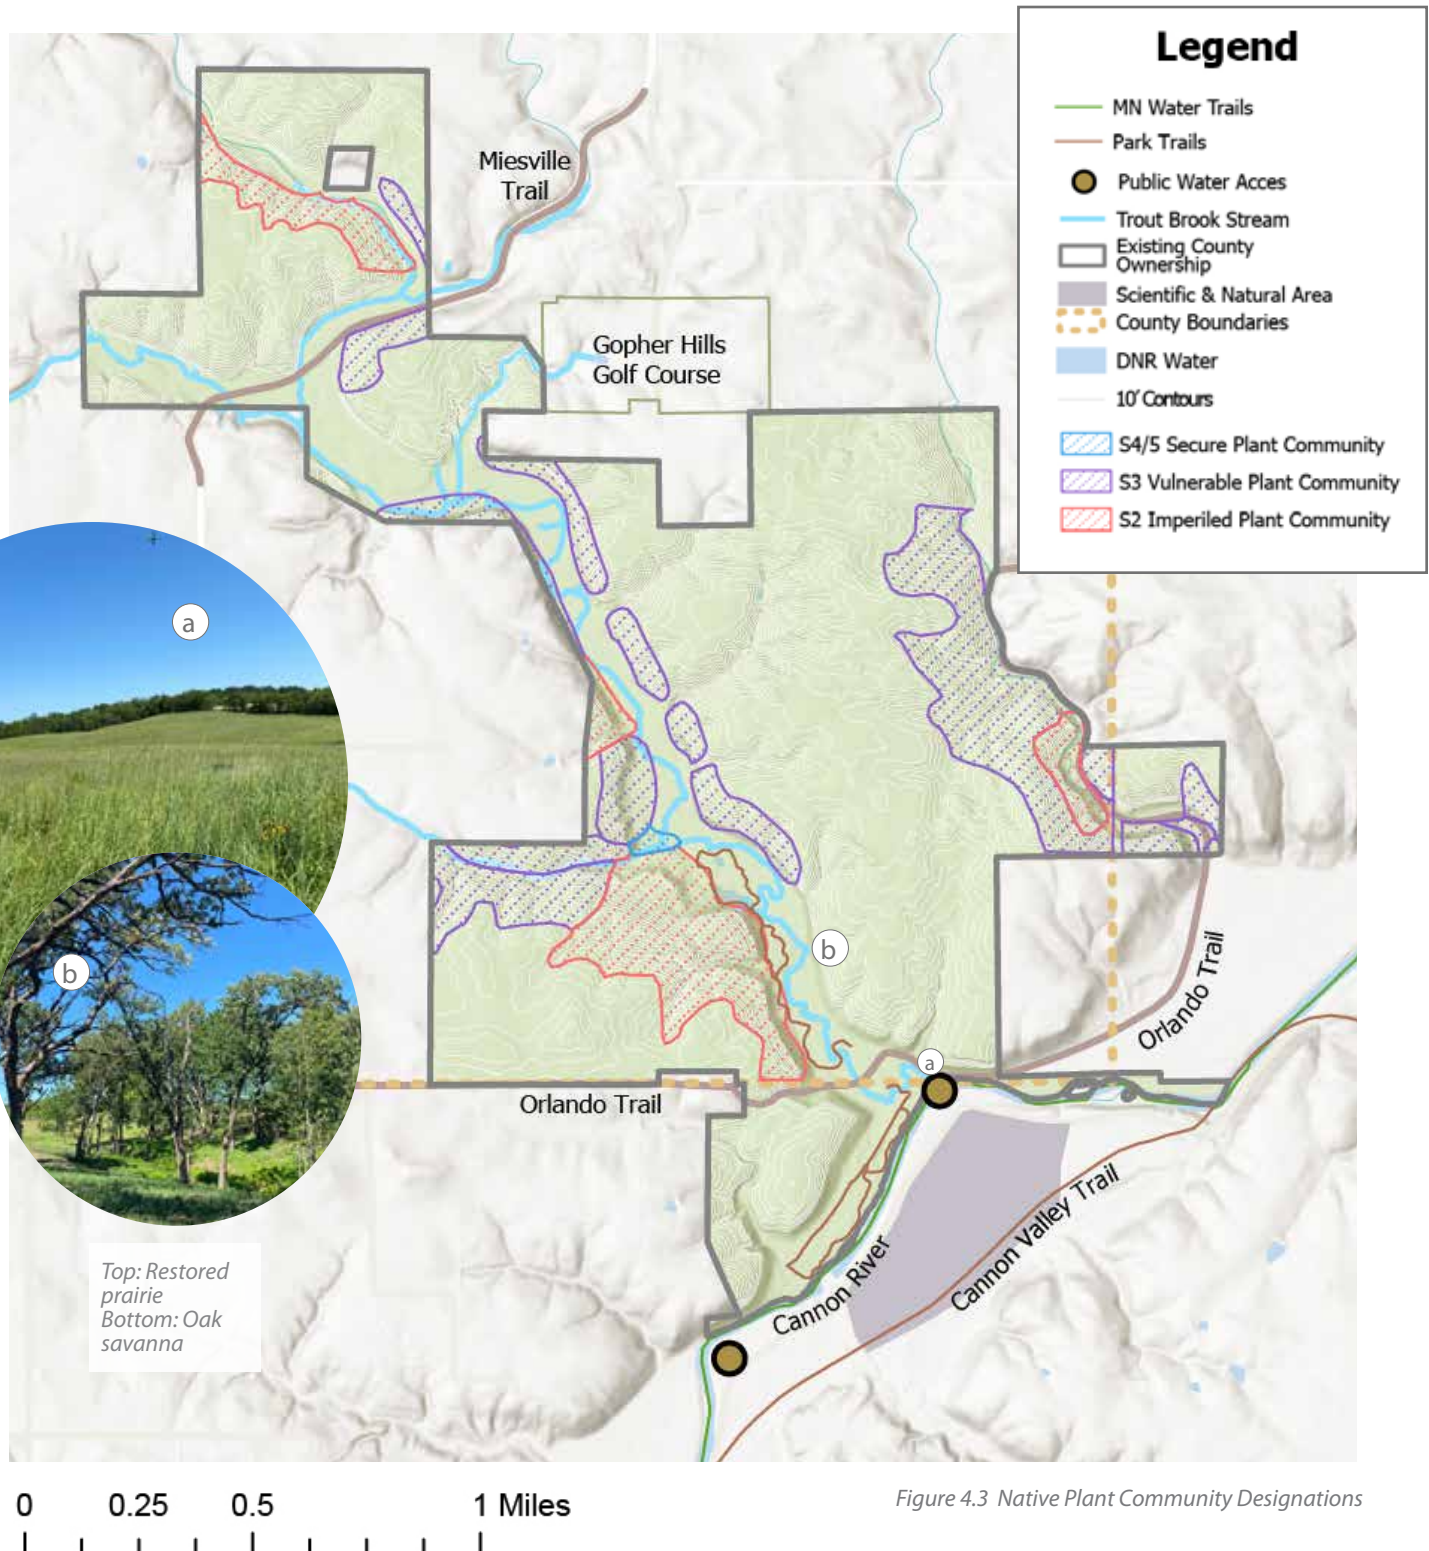 Legend
MN Water Trails
Park Trails
Public Water Acces
Trout Brook Stream
Existing County
Ownership
Scientific & Natural Area
County Boundaries
DNR Water
10' Contours
S4/5 Secure Plant Community
S3 Vulnerable Plant Community
S2 Imperiled Plant Community
Miesville
Trail
Gopher Hills
Golf Course
a
b
b
a
Orlando Trail
Orlando Trail
Cannon River
Cannon Valley Trail
Top: Restored
prairie
Bottom: Oak
savanna
0 0.25 0.5 1 Miles
Figure 4.3 Native Plant Community Designations